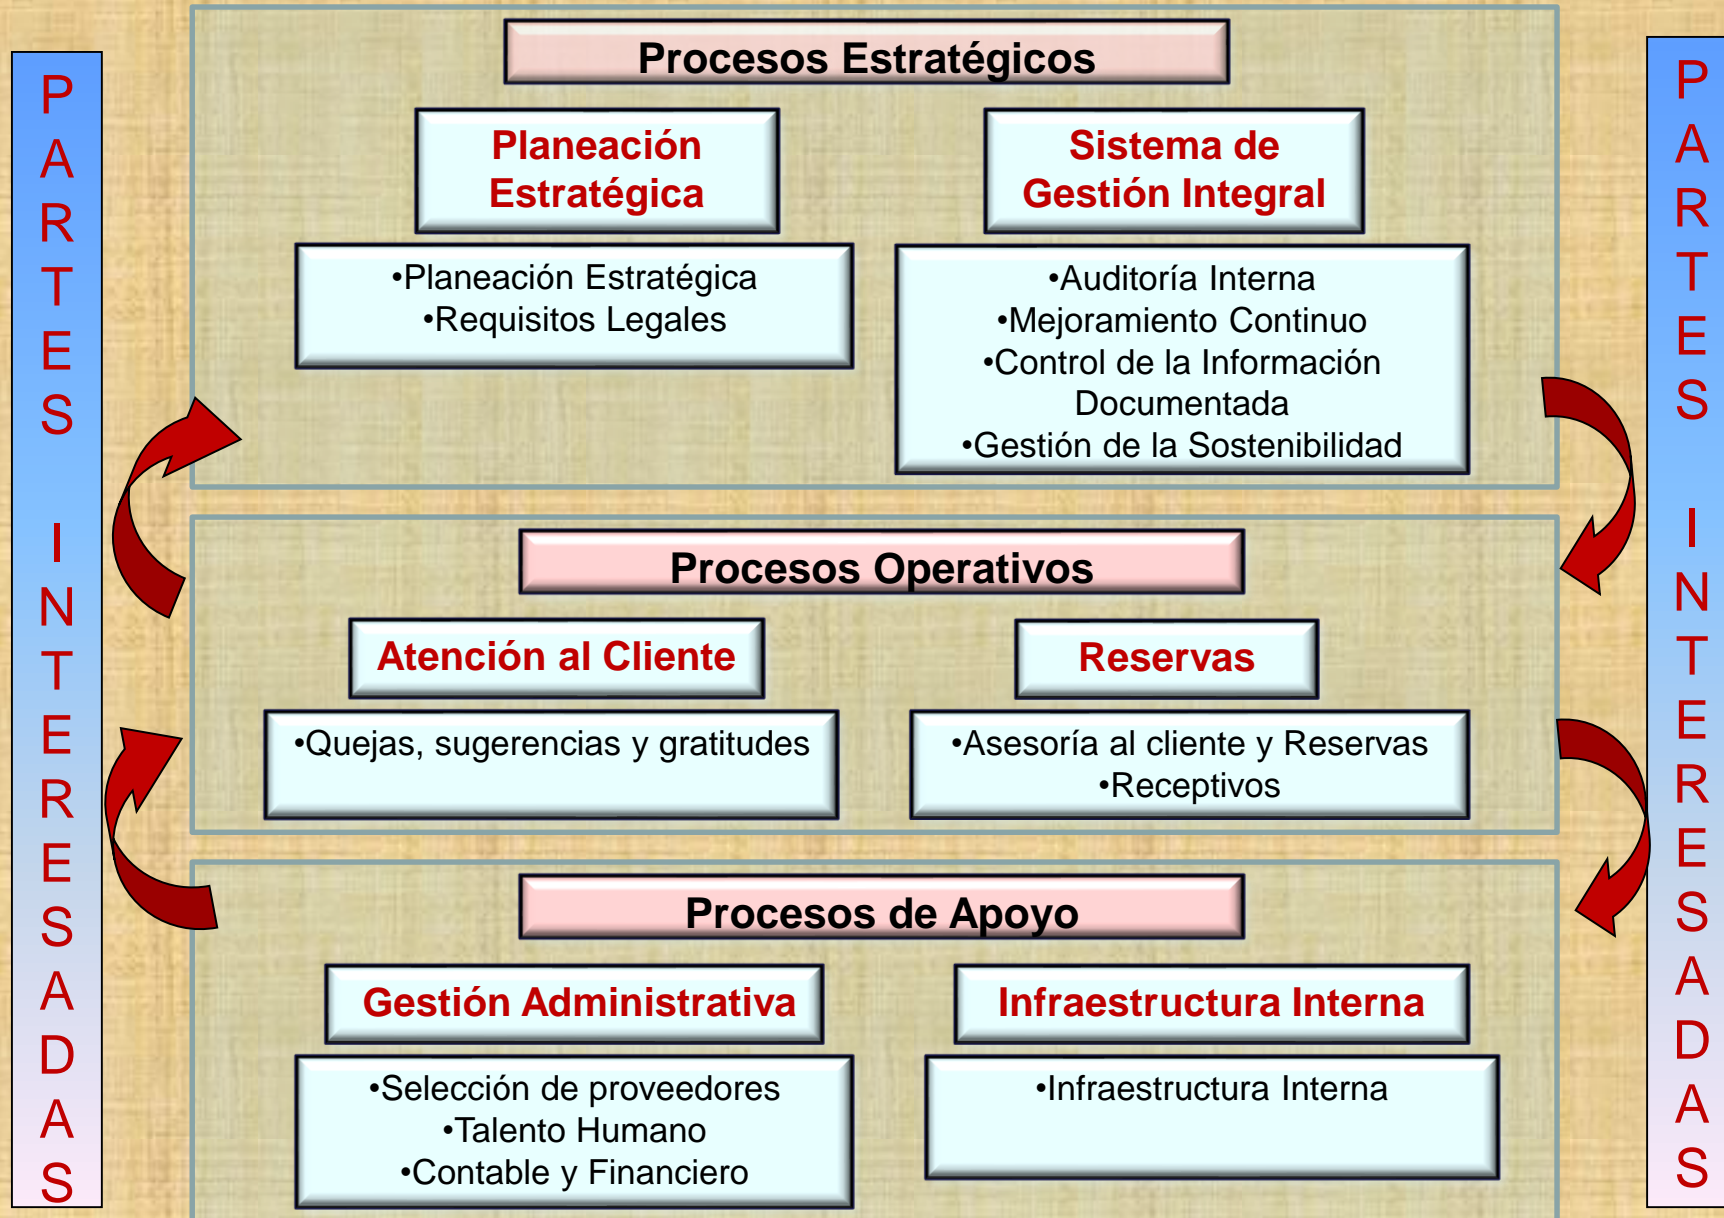 PARTES INTERESADAS
Procesos Estratégicos
Planeación
Estratégica
•Planeación Estratégica
•Requisitos Legales
Sistema de
Gestión Integral
•Auditoría Interna
•Mejoramiento Continuo
•Control de la Información
Documentada
•Gestión de la Sostenibilidad
Procesos Operativos
Atención al Cliente
•Quejas, sugerencias y gratitudes
Reservas
•Asesoría al cliente y Reservas
•Receptivos
Procesos de Apoyo
Gestión Administrativa
•Selección de proveedores
•Talento Humano
•Contable y Financiero
Infraestructura Interna
•Infraestructura Interna
PARTES INTERESADAS